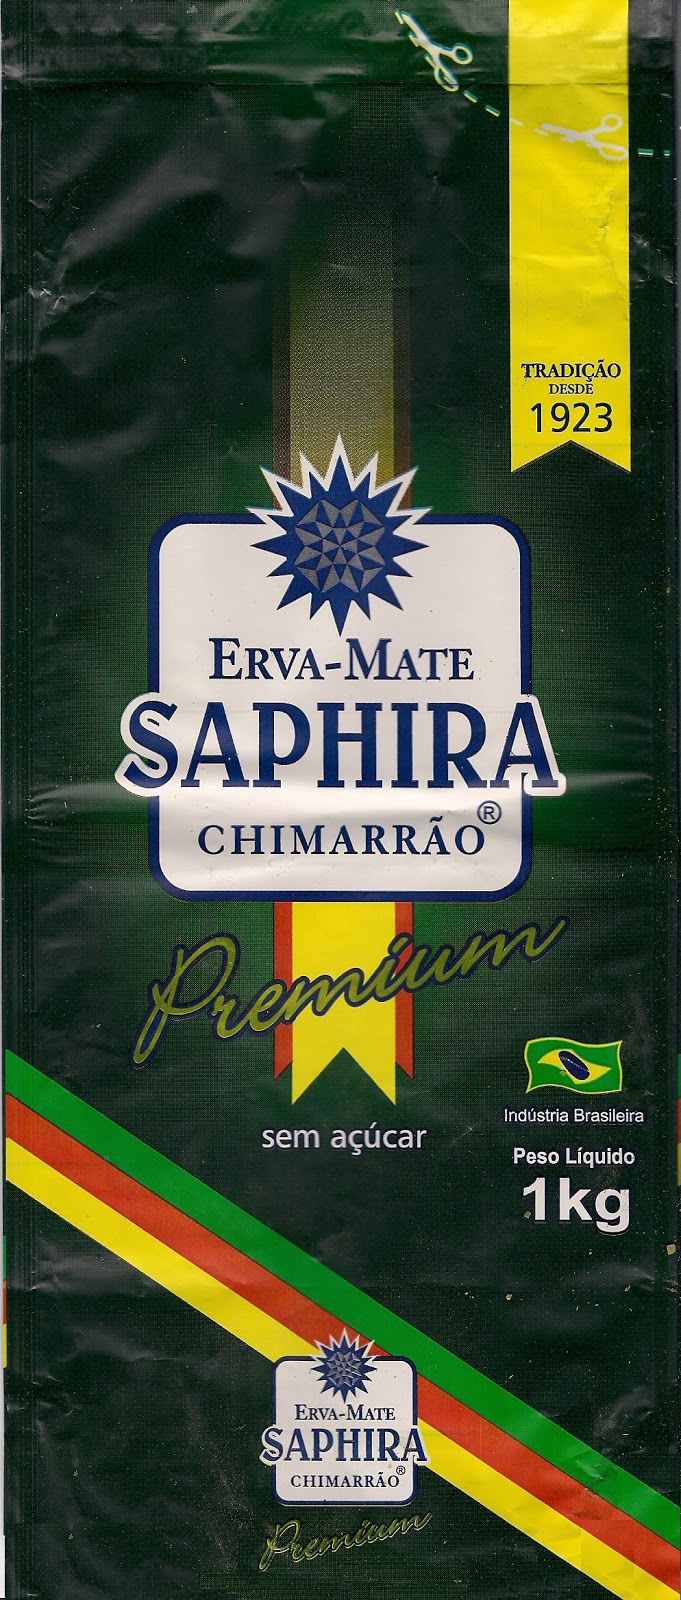 TRADIÇÃO
DESDE
1923
ERVA-MATE
SAPHIRA
CHIMARRÃO®
Premium
sem açúcar
Indústria Brasileira
Peso Líquido
1kg
ERVA-MATE
SAPHIRA
CHIMARRÃO®
Premium